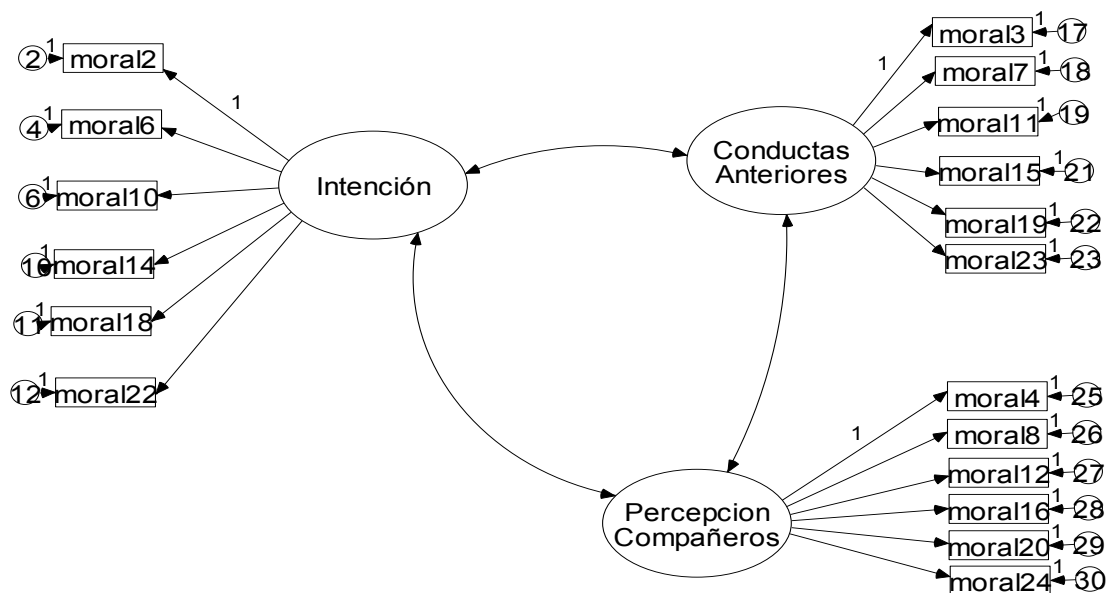 2 1 moral2
4 1 moral6
6 1 moral10
10 1 moral14
11 1 moral18
12 1 moral22
1
Intención
Conductas
Anteriores
1
moral3 1 17
moral7 1 18
moral11 1 19
moral15 1 21
moral19 1 22
moral23 1 23
Percepcion
Compañeros
1
moral4 1 25
moral8 1 26
moral12 1 27
moral16 1 28
moral20 1 29
moral24 1 30